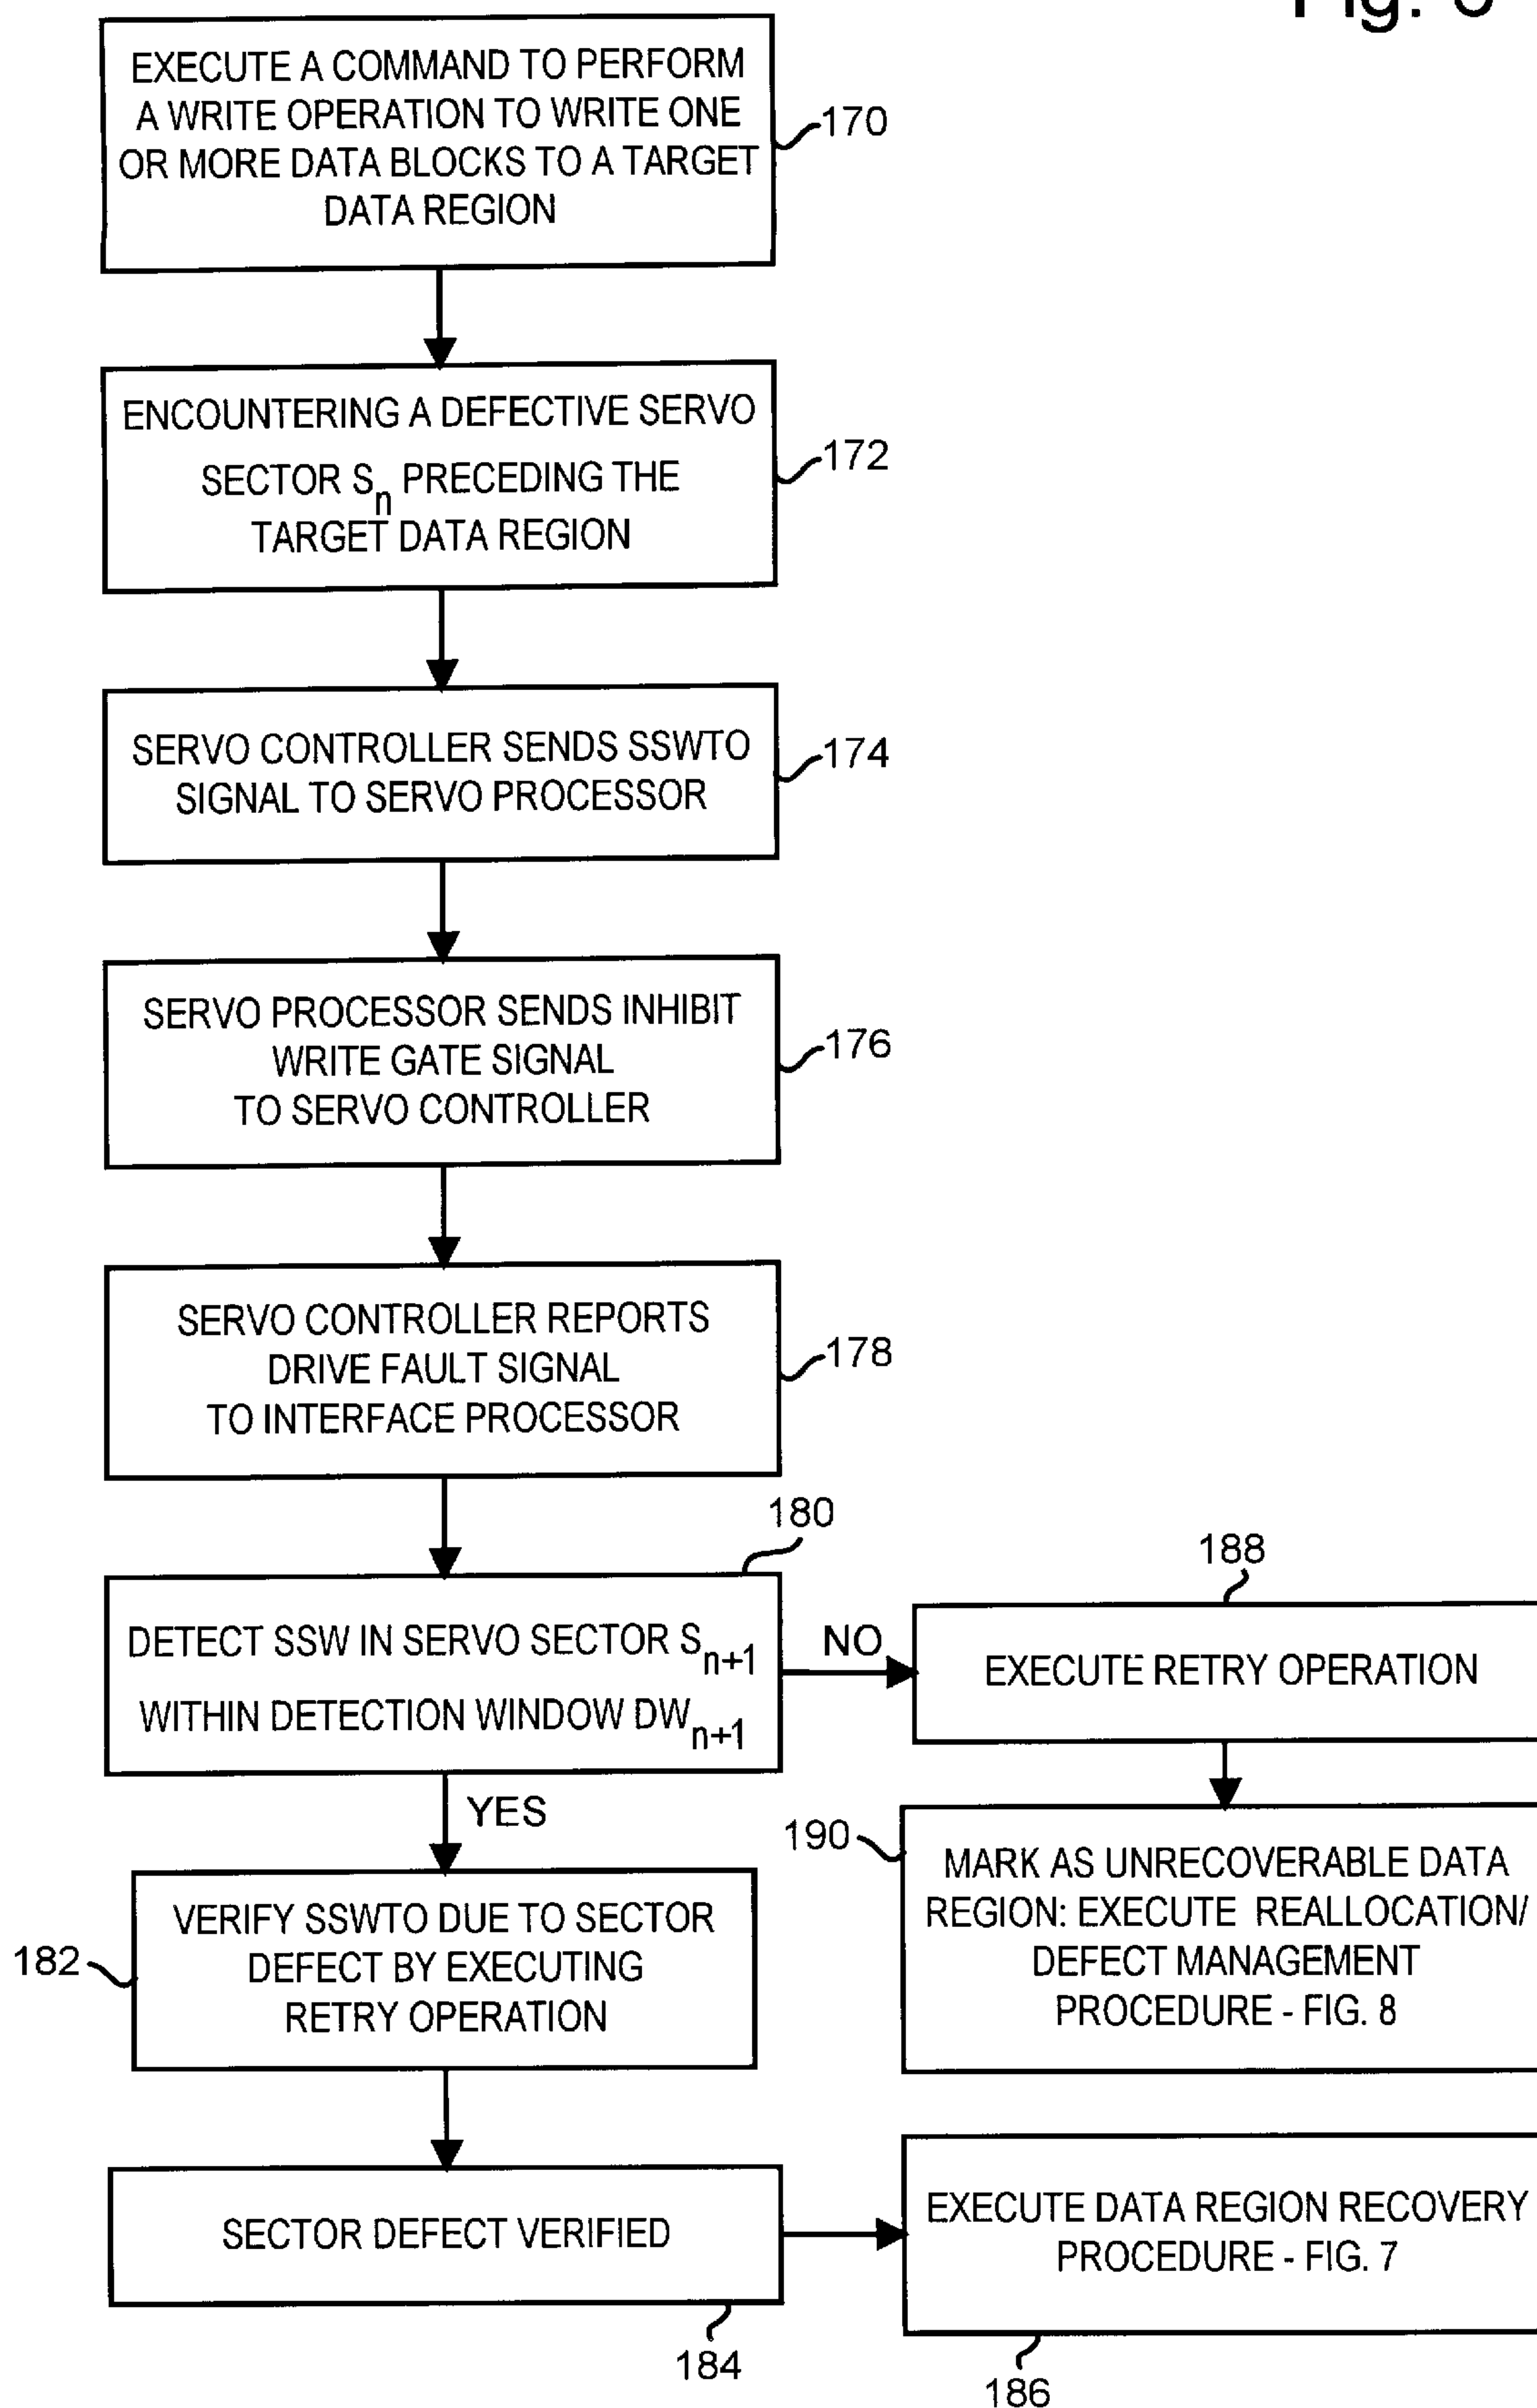 Fig.
EXECUTE A COMMAND TO PERFORM
A WRITE OPERATION TO WRITE ONE
OR MORE DATA BLOCKS TO A TARGET
DATA REGION
170
ENCOUNTERING A DEFECTIVE SERVO
SECTOR Sn PRECEDING THE
TARGET DATA REGION
172
SERVO CONTROLLER SENDS SSWTO
SIGNAL TO SERVO PROCESSOR
174
SERVO PROCESSOR SENDS INHIBIT
WRITE GATE SIGNAL
TO SERVO CONTROLLER
176
SERVO CONTROLLER REPORTS
DRIVE FAULT SIGNAL
TO INTERFACE PROCESSOR
178
180
DETECT SSW IN SERVO SECTOR Sn+1
WITHIN DETECTION WINDOW DWn+1
NO
188
EXECUTE RETRY OPERATION
YES
190
MARK AS UNRECOVERABLE DATA
REGION: EXECUTE REALLOCATION/
DEFECT MANAGEMENT
PROCEDURE - FIG. 8
182
VERIFY SSWTO DUE TO SECTOR
DEFECT BY EXECUTING
RETRY OPERATION
SECTOR DEFECT VERIFIED
184
EXECUTE DATA REGION RECOVERY
PROCEDURE - FIG. 7
186